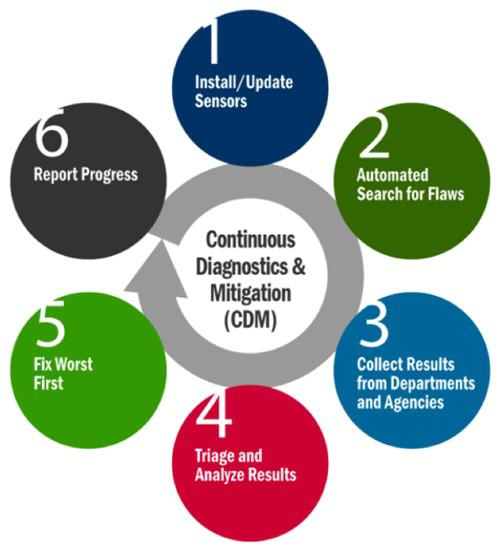 1
Install/Update
Sensors
2
Automated
Search for Flaws
3
Collect Results
from Departments
and Agencies
4
Triage and
Analyze Results
5
Fix Worst
First
6
Report Progress
Continuous
Diagnostics &
Mitigation
(CDM)